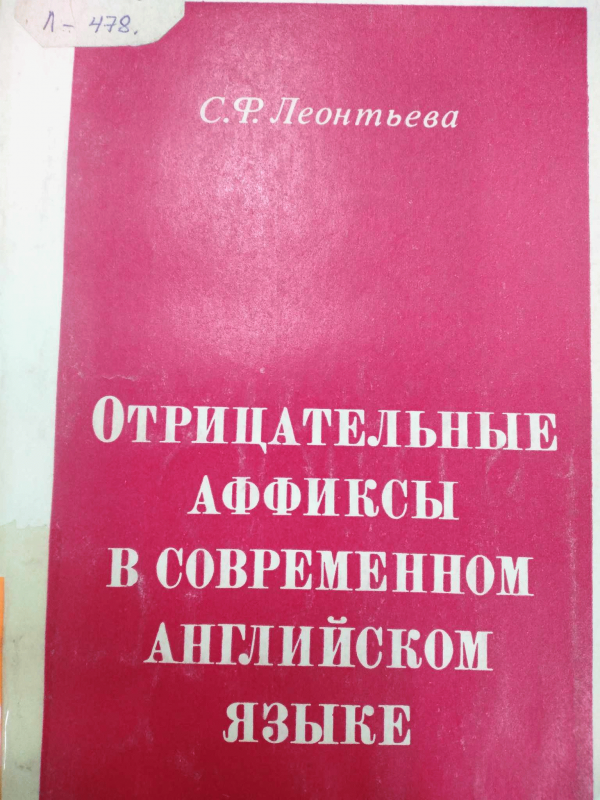 Л - 478.
С.Ф. Леонтьева
ОТРИЦАТЕЛЬНЫЕ
АФФИКСЫ
В СОВРЕМЕННОМ
АНГЛИЙСКОМ
ЯЗЫКЕ